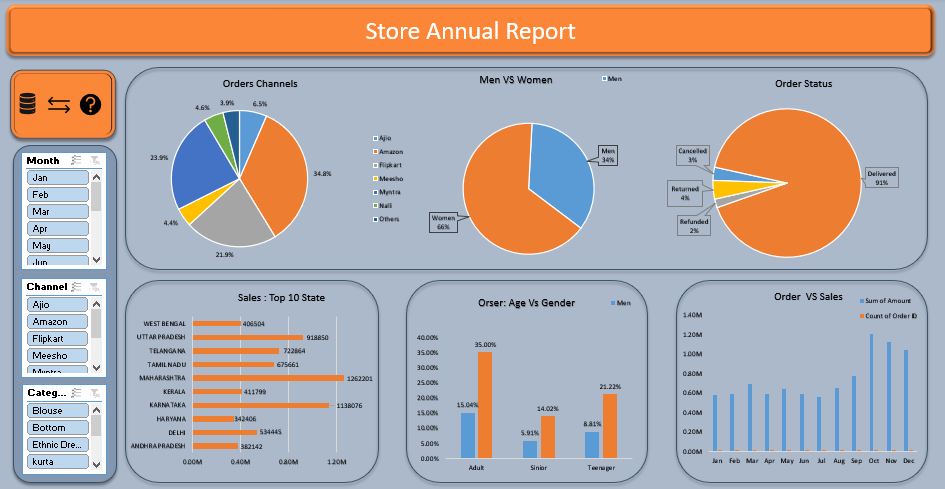 Store Annual Report
Month
Jan
Feb
Mar
Apr
May
Jun
Channel
Ajio
Amazon
Flipkart
Meesho
Myntra
Categ...
Blouse
Bottom
Ethnic Dre...
kurta
Orders Channels
3.9%
6.5%
4.6%
23.9%
34.8%
4.4%
21.9%
Ajio
Amazon
Flipkart
Meesho
Myntra
Nalli
Others
Men VS Women
Men
Men
34%
Women
66%
Order Status
Cancelled
3%
Returned
4%
Refunded
2%
Delivered
91%
Sales : Top 10 State
WEST BENGAL 406504
UTTAR PRADESH 918850
TELANGANA 722864
TAMIL NADU 675661
MAHARASHTRA 1262201
KERALA 411799
KARNATAKA 1138076
HARYANA 342406
DELHI 534445
ANDHRA PRADESH 382142
0.00M 0.40M 0.80M 1.20M
Orser: Age Vs Gender
Men
40.00%
35.00%
30.00%
25.00%
20.00%
15.00%
10.00%
5.00%
0.00%
15.04% 35.00% 5.91% 14.02% 8.81% 21.22%
Adult Sinior Teenager
Order VS Sales
Sum of Amount
Count of Order ID
1.40M
1.20M
1.00M
0.80M
0.60M
0.40M
0.20M
0.00M
Jan Feb Mar Apr May Jun Jul Aug Sep Oct Nov Dec